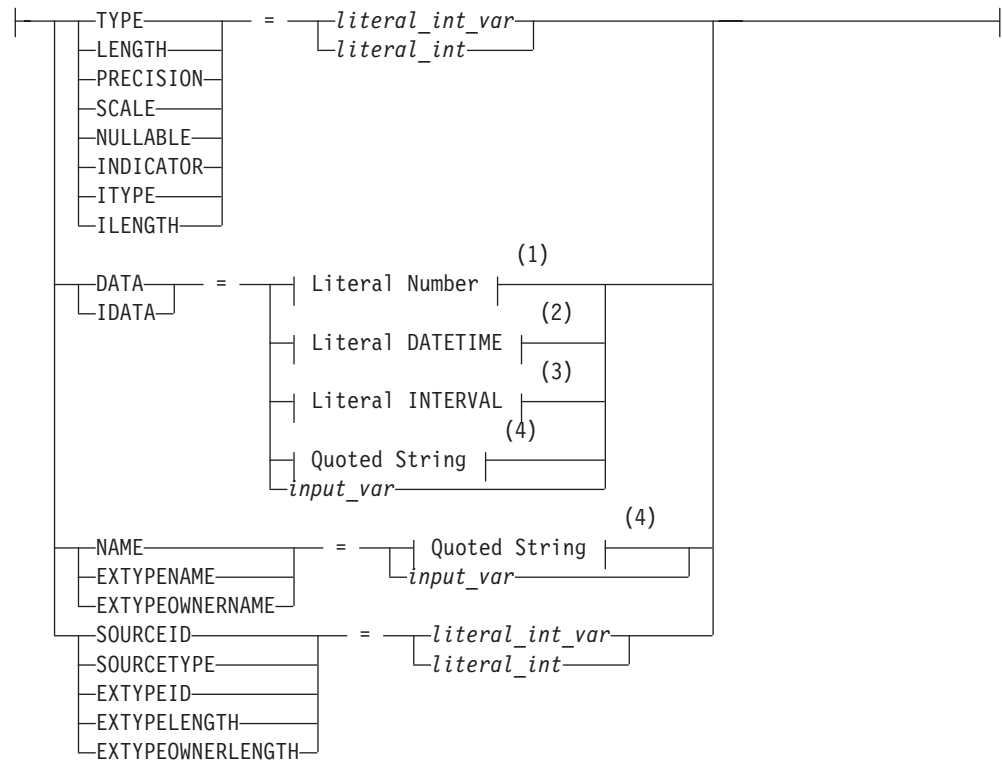 TYPE = literal_int_var
LENGTH literal_int
PRECISION
SCALE
NULLABLE
INDICATOR
ITYPE
ILENGTH
(1)
DATA = Literal Number
IDATA
(2)
Literal DATETIME
(3)
Literal INTERVAL
(4)
Quoted String
input_var
(4)
NAME = Quoted String
EXTYPENAME input_var
EXTYPEOWNERNAME
SOURCEID = literal_int_var
SOURCETYPE literal_int
EXTYPEID
EXTYPELENGTH
EXTYPEOWNERLENGTH